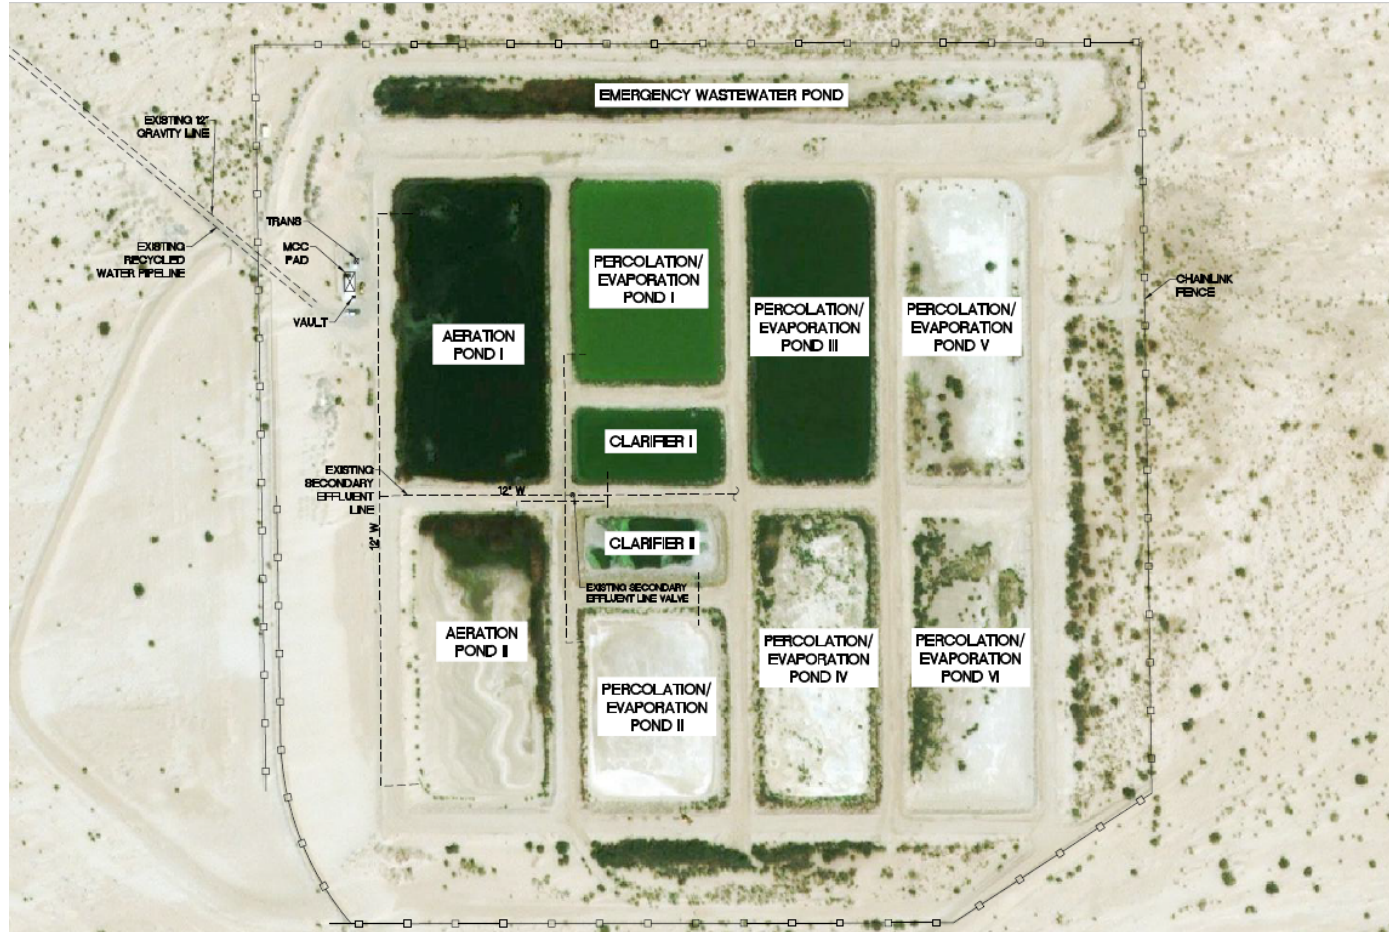 EMERGENCY WASTEWATER POND
EXISTING 12"
GRAVITY LINE
TRANS
MCC
PAD
EXISTING
RECYCLED
WATER PIPELINE
VAULT
AERATION
POND I
PERCOLATION/
EVAPORATION
POND I
PERCOLATION/
EVAPORATION
POND III
PERCOLATION/
EVAPORATION
POND V
CHAINLINK
FENCE
CLARIFIER I
EXISTING
SECONDARY
EFFLUENT
LINE
12" W
12" W
CLARIFIER II
EXISTING SECONDARY
EFFLUENT LINE VALVE
AERATION
POND II
PERCOLATION/
EVAPORATION
POND II
PERCOLATION/
EVAPORATION
POND IV
PERCOLATION/
EVAPORATION
POND VI